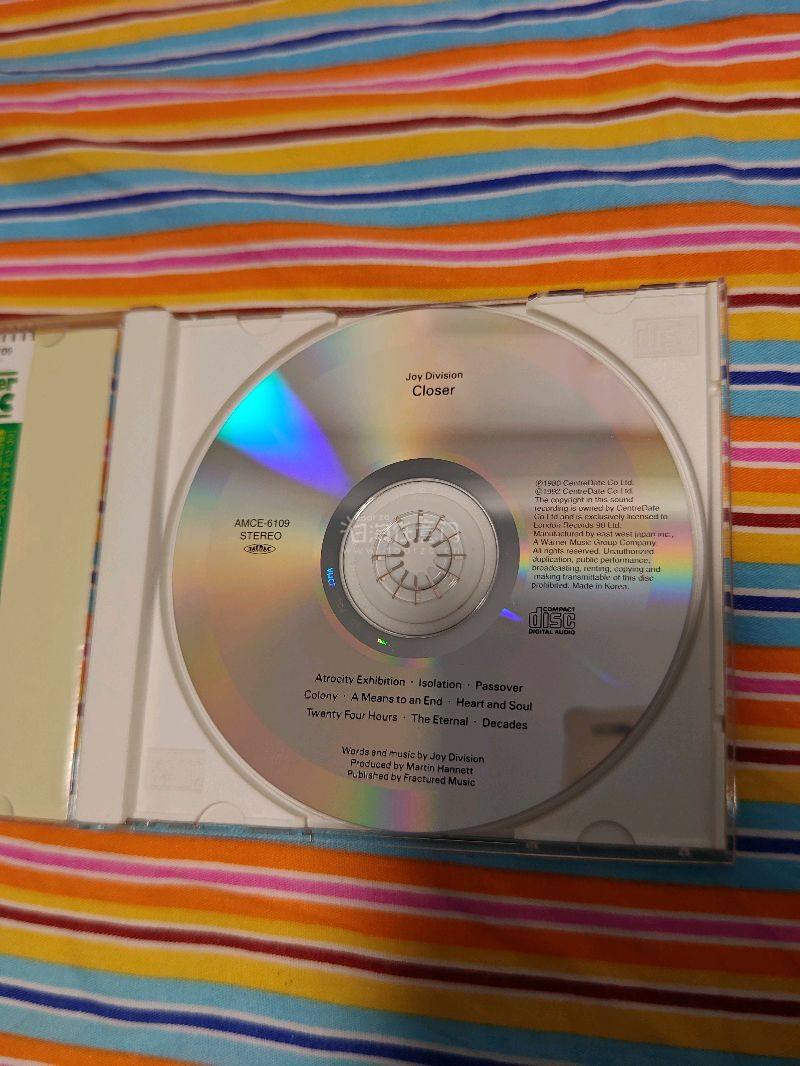 Joy Division
Closer
AMCE-6109
STEREO
JASRAC
℗1980 CentreDate Co Ltd.
©1992 CentreDate Co Ltd.
The copyright in this sound
recording is owned by CentreDate
Co Ltd and is exclusively licensed to
London Records 90 Ltd.
Manufactured by east west japan inc.,
A Warner Music Group Company
All rights reserved. Unauthorized
duplication, public performance,
broadcasting, renting, copying and
making transmittable of this disc
prohibited. Made in Korea.
COMPACT
disc
DIGITAL AUDIO
Atrocity Exhibition · Isolation · Passover
Colony · A Means to an End · Heart and Soul
Twenty Four Hours · The Eternal · Decades
Words and music by Joy Division
Produced by Martin Hannett
Published by Fractured Music